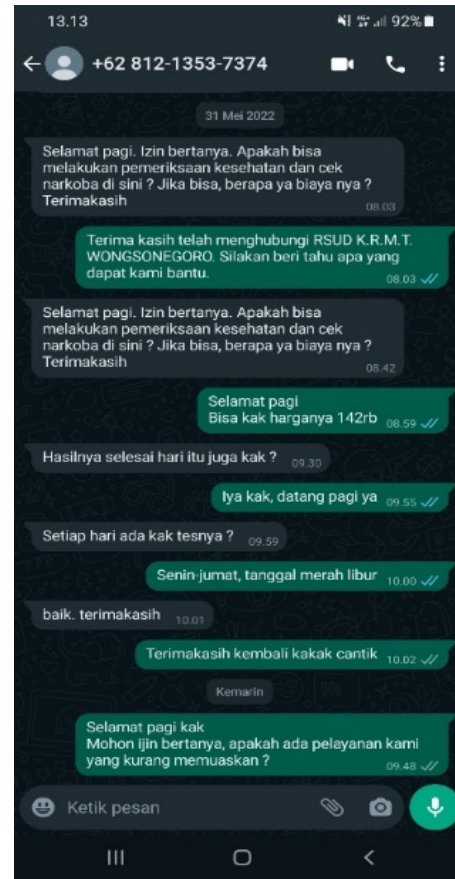 13.13
92%
+62 812-1353-7374
31 Mei 2022
Selamat pagi. Izin bertanya. Apakah bisa
melakukan pemeriksaan kesehatan dan cek
narkoba di sini ? Jika bisa, berapa ya biaya nya ?
Terimakasih
08.03
Terima kasih telah menghubungi RSUD K.R.M.T.
WONGSONEGORO. Silakan beri tahu apa yang
dapat kami bantu.
08.03
Selamat pagi. Izin bertanya. Apakah bisa
melakukan pemeriksaan kesehatan dan cek
narkoba di sini ? Jika bisa, berapa ya biaya nya ?
Terimakasih
08.42
Selamat pagi
Bisa kak harganya 142rb 08.59
Hasilnya selesai hari itu juga kak ? 09.30
Iya kak, datang pagi ya 09.55
Setiap hari ada kak tesnya ? 09.59
Senin-jumat, tanggal merah libur 10.00
baik. terimakasih 10.01
Terimakasih kembali kakak cantik 10.02
Kemarin
Selamat pagi kak
Mohon ijin bertanya, apakah ada pelayanan kami
yang kurang memuaskan ?
09.48
Ketik pesan